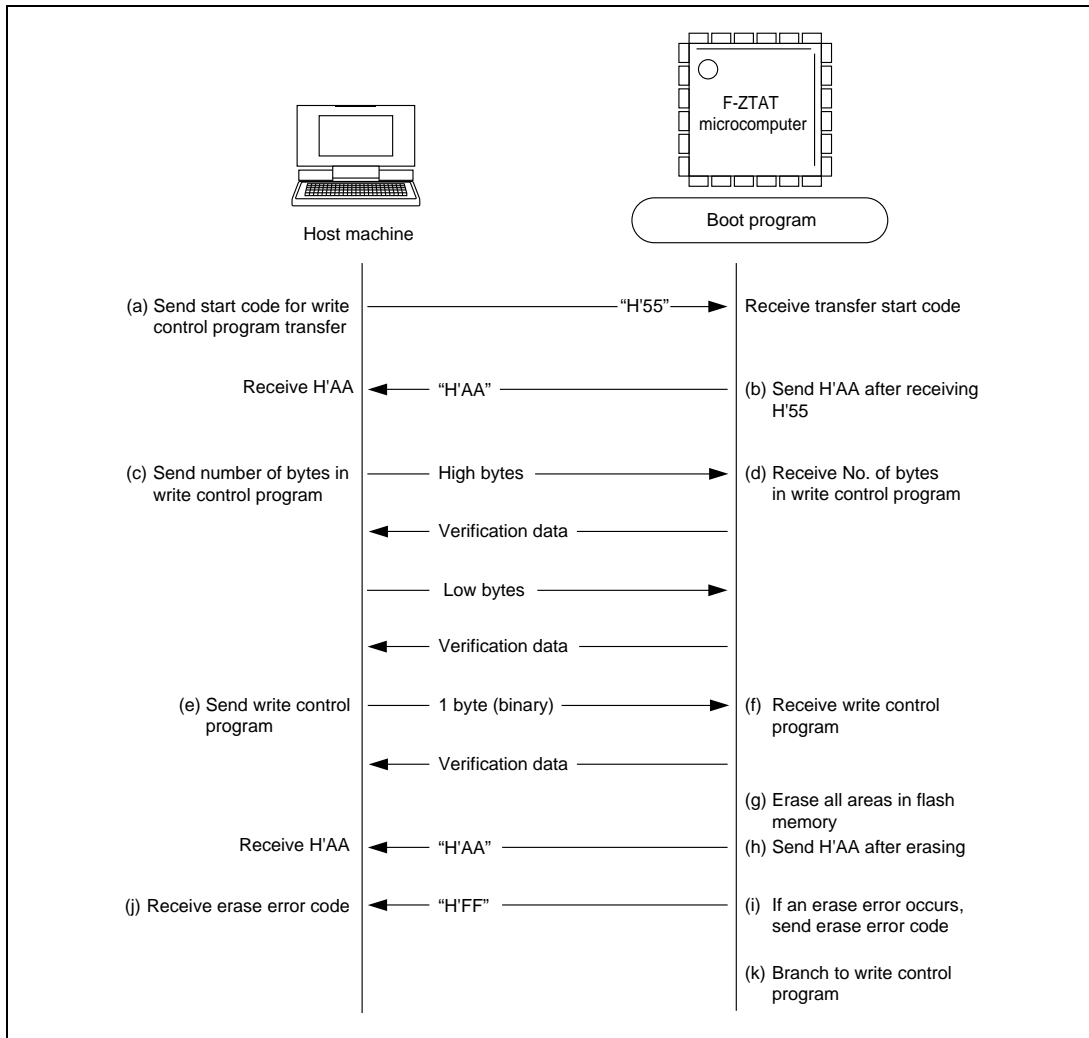 F-ZTAT
microcomputer
Host machine
Boot program
(a) Send start code for write
control program transfer
“H'55”
Receive transfer start code
Receive H'AA
“H'AA”
(b) Send H'AA after receiving
H'55
(c) Send number of bytes in
write control program
High bytes
(d) Receive No. of bytes
in write control program
Verification data
Low bytes
Verification data
(e) Send write control
program
1 byte (binary)
(f) Receive write control
program
Verification data
(g) Erase all areas in flash
memory
Receive H'AA
“H'AA”
(h) Send H'AA after erasing
(j) Receive erase error code
“H'FF”
(i) If an erase error occurs,
send erase error code
(k) Branch to write control
program